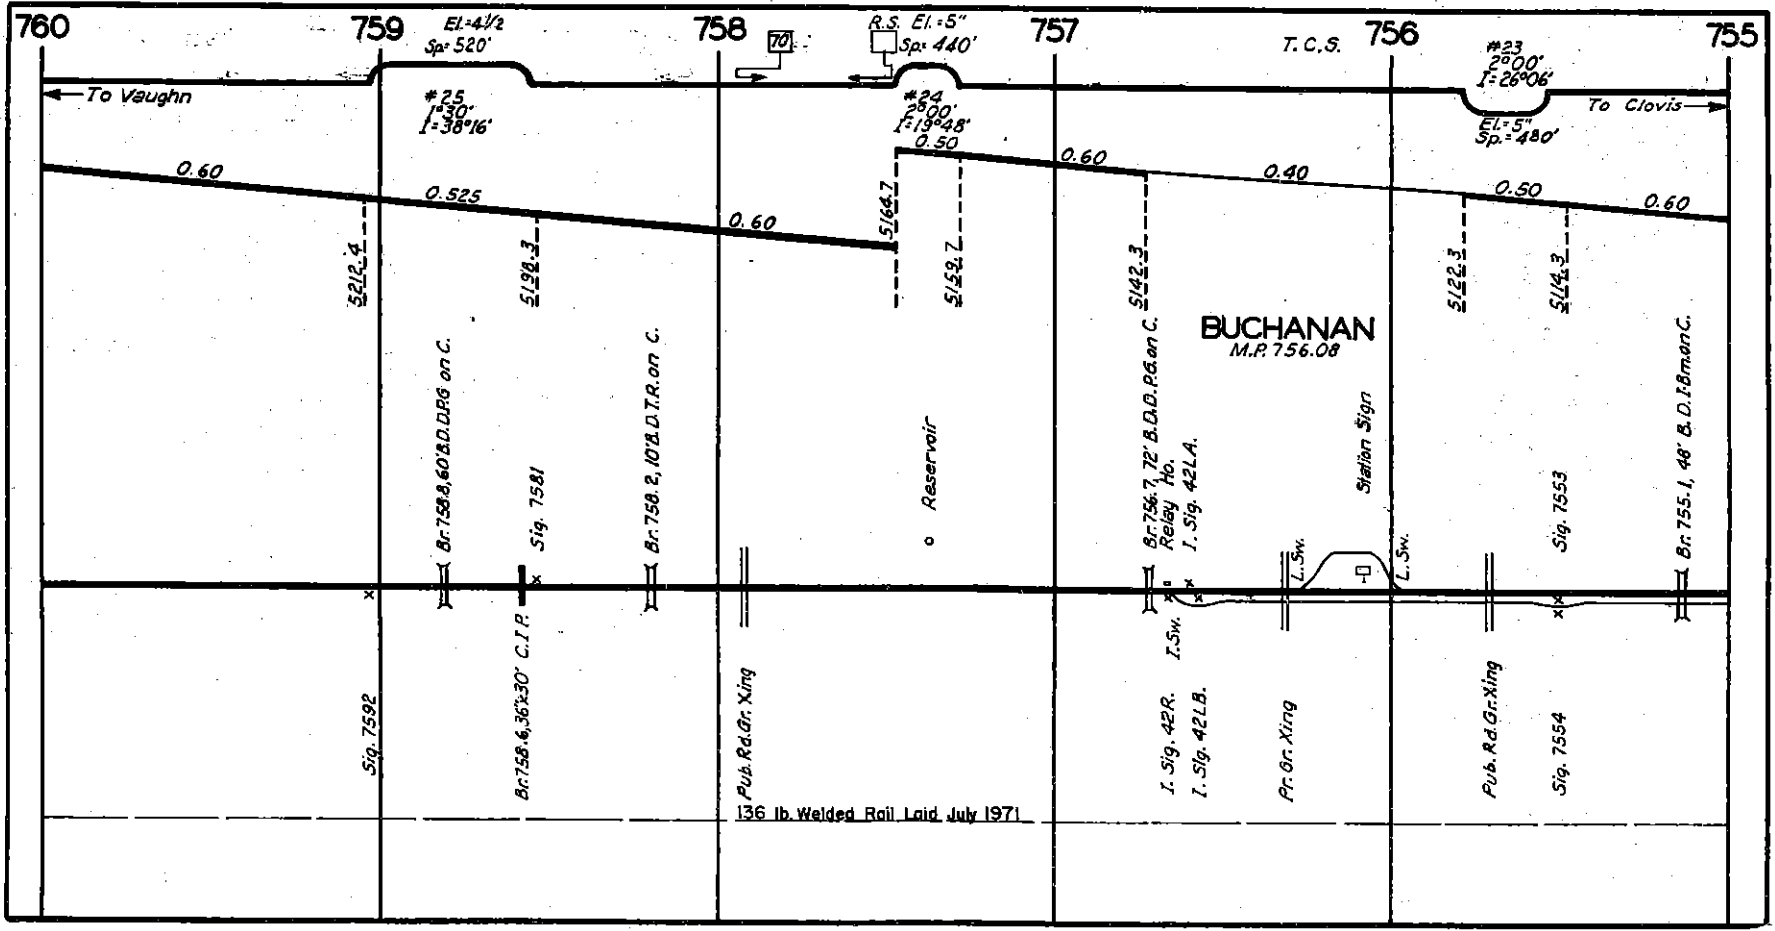 760
759
758
757
756
755
El.=4 1/2
Sp.=520'
70
R.S. El.=5"
Sp.=440'
T.C.S.
#23
2°00'
I=26°06'
To Vaughn
To Clovis
#25
1°30'
I=38°16'
#24
2°00'
I=19°48'
El.=5"
Sp.=480'
0.60
0.525
0.60
0.50
0.60
0.40
0.50
0.60
5212.4
5198.3
5164.7
5159.7
5142.3
5122.3
5114.3
BUCHANAN
M.P. 756.08
Br. 758.8, 60' B.D.D.P.G. on C.
Sig. 7581
Br. 758.2, 10' B.D.T.R. on C.
Reservoir
Br. 756.7, 72' B.D.D.P.G. on C.
Relay Ho.
I. Sig. 42LA.
L. Sw.
Station Sign
L. Sw.
Sig. 7553
Br. 755.1, 48' B.D.I-Bm. on C.
Sig. 7592
Br. 758.6, 36"x30' C.I.P.
Pub. Rd. Gr. Xing
I. Sw.
I. Sig. 42R.
I. Sig. 42LB.
Pr. Gr. Xing
Pub. Rd. Gr. Xing
Sig. 7554
136 lb. Welded Rail Laid July 1971